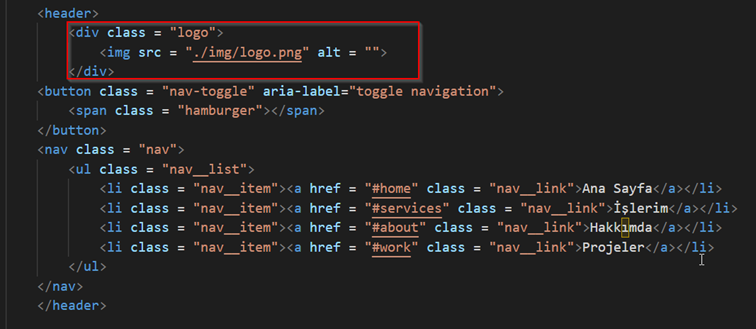 <header>
<div class = "logo">
<img src = "./img/logo.png" alt = "">
</div>
<button class = "nav-toggle" aria-label="toggle navigation">
<span class = "hamburger"></span>
</button>
<nav class = "nav">
<ul class = "nav__list">
<li class = "nav__item"><a href = "#home" class = "nav__link">Ana Sayfa</a></li>
<li class = "nav__item"><a href = "#services" class = "nav__link">İşlerim</a></li>
<li class = "nav__item"><a href = "#about" class = "nav__link">Hakkımda</a></li>
<li class = "nav__item"><a href = "#work" class = "nav__link">Projeler</a></li>
</ul>
</nav>
</header>